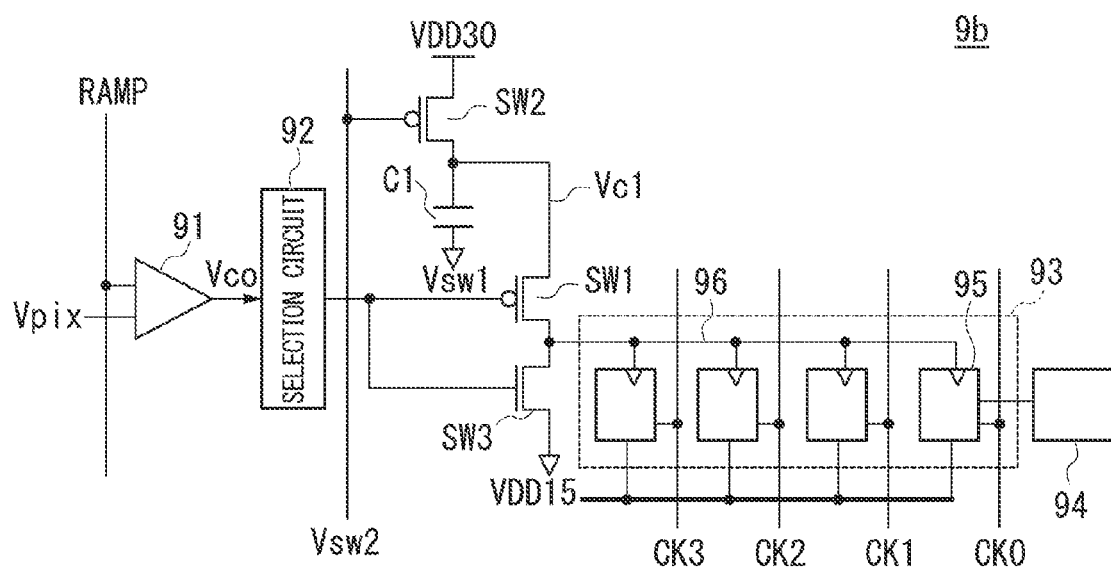 9b
VDD30
RAMP
SW2
92
C1
Vc1
91
SELECTION CIRCUIT
Vco
Vsw1
SW1
96
95
93
Vpix
SW3
VDD15
94
Vsw2
CK3
CK2
CK1
CK0